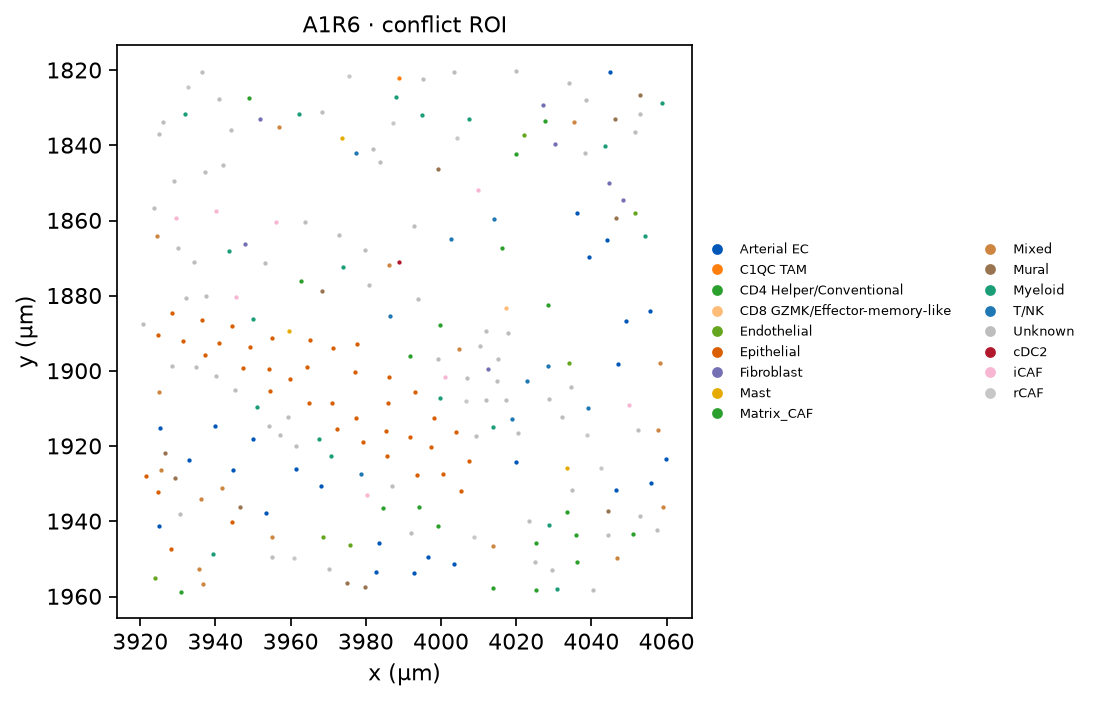 A1R6 · conflict ROI
1820
1840
1860
1880
1900
1920
1940
1960
y (μm)
3920 3940 3960 3980 4000 4020 4040 4060
x (μm)
Arterial EC
C1QC TAM
CD4 Helper/Conventional
CD8 GZMK/Effector-memory-like
Endothelial
Epithelial
Fibroblast
Mast
Matrix_CAF
Mixed
Mural
Myeloid
T/NK
Unknown
cDC2
iCAF
rCAF